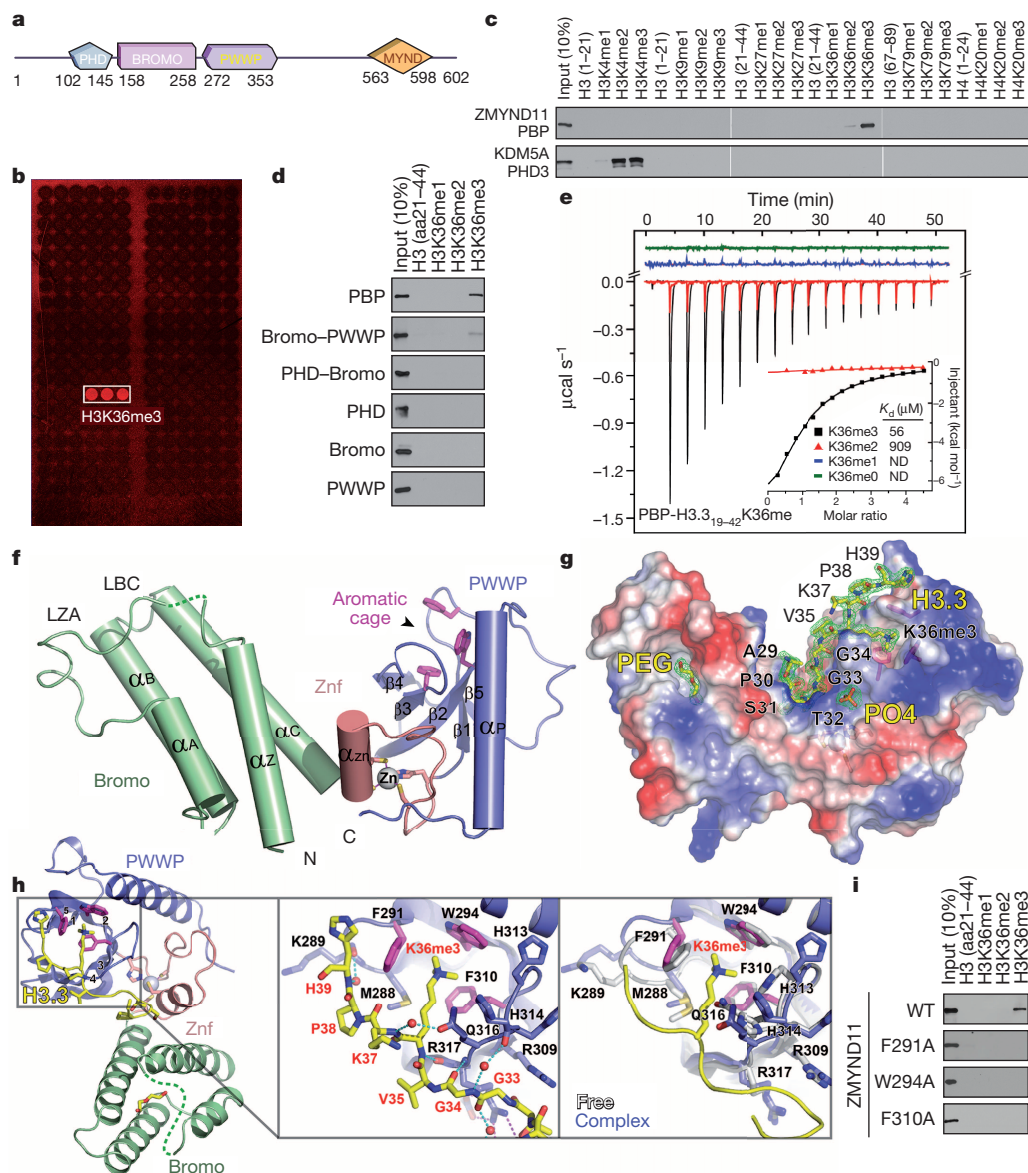 a
PHD
BROMO
PWWP
MYND
1
102
145
158
258
272
353
563
598
602
c
Input (10%)
H3 (1–21)
H3K4me1
H3K4me2
H3K4me3
H3 (1–21)
H3K9me1
H3K9me2
H3K9me3
H3 (21–44)
H3K27me1
H3K27me2
H3K27me3
H3 (21–44)
H3K36me1
H3K36me2
H3K36me3
H3 (67–89)
H3K79me1
H3K79me2
H3K79me3
H4 (1–24)
H4K20me1
H4K20me2
H4K20me3
ZMYND11
PBP
KDM5A
PHD3
b
H3K36me3
d
Input (10%)
H3 (aa21–44)
H3K36me1
H3K36me2
H3K36me3
PBP
Bromo–PWWP
PHD–Bromo
PHD
Bromo
PWWP
e
Time (min)
0 10 20 30 40 50
0.0
−0.3
−0.6
−0.9
−1.2
−1.5
μcal s⁻¹
Kd (μM)
K36me3 56
K36me2 909
K36me1 ND
K36me0 ND
0
−2
−4
−6
Injectant (kcal mol⁻¹)
0 1 2 3 4
Molar ratio
PBP-H3.3₁₉₋₄₂K36me
f
LBC
LZA
αB
αA
αZ
αC
Bromo
N
C
Aromatic
cage
PWWP
Znf
β4
β3
β2
β1
β5
αP
αzn
Zn
g
H39
P38
K37
V35
H3.3
K36me3
A29
G34
P30
G33
S31
T32
PEG
PO4
h
PWWP
5
1
2
3
4
H3.3
Znf
Bromo
F291
W294
H313
K289
K36me3
H39
M288
F310
P38
Q316
H314
K37
R317
R309
V35
G34
G33
W294
F291
K36me3
F310
H313
K289
M288
Q316
H314
R309
R317
Free
Complex
i
Input (10%)
H3 (aa21–44)
H3K36me1
H3K36me2
H3K36me3
ZMYND11
WT
F291A
W294A
F310A